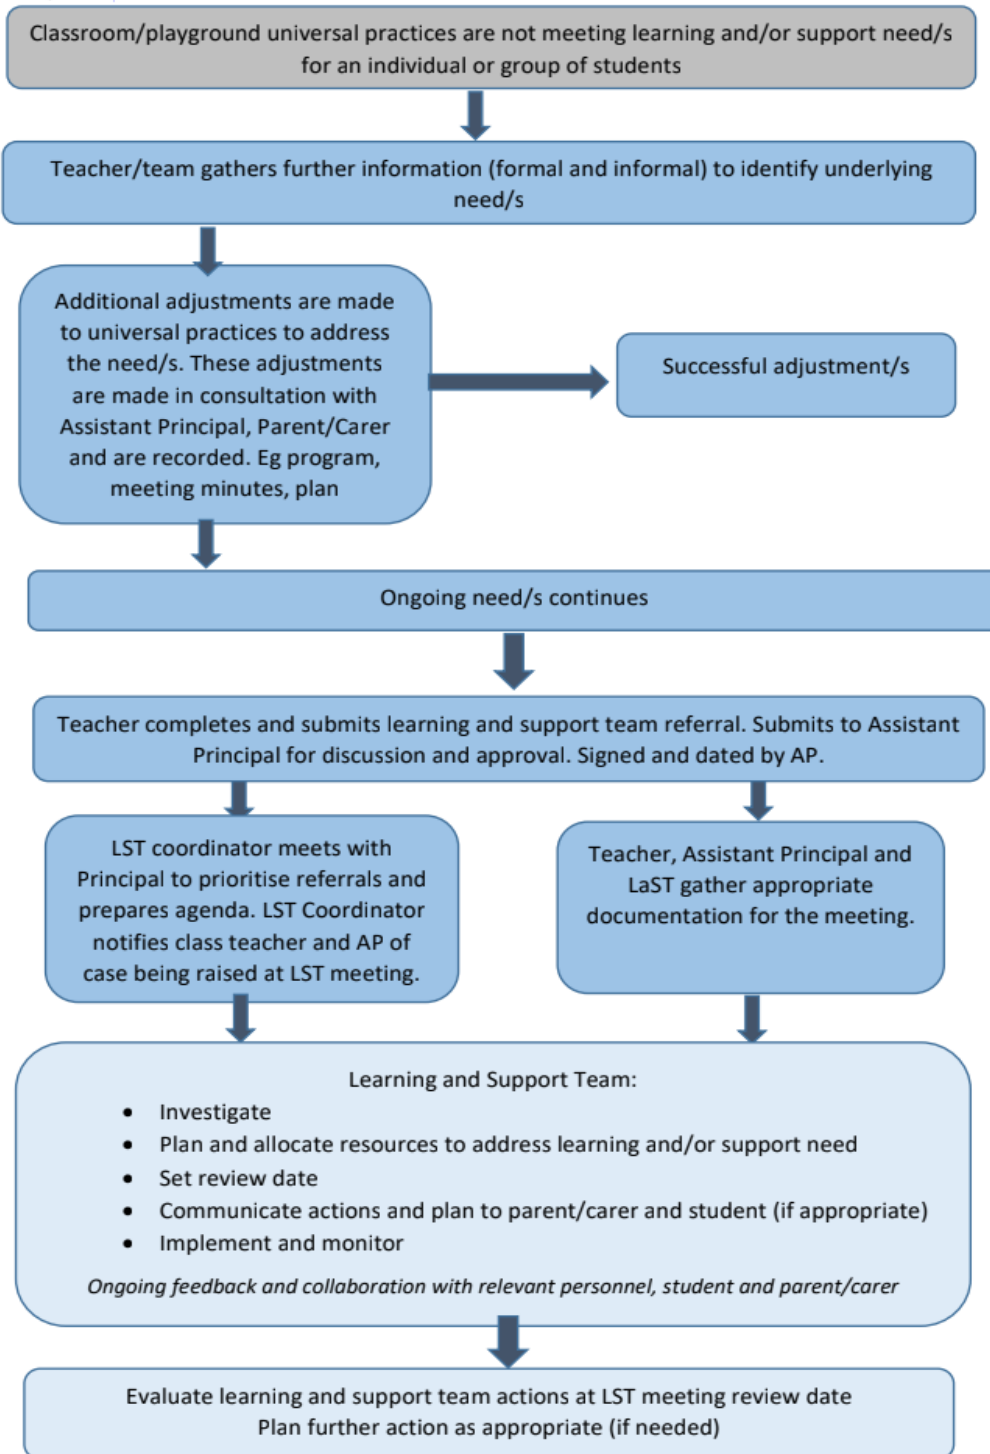 Classroom/playground universal practices are not meeting learning and/or support need/s
for an individual or group of students
Teacher/team gathers further information (formal and informal) to identify underlying
need/s
Additional adjustments are made
to universal practices to address
the need/s. These adjustments
are made in consultation with
Assistant Principal, Parent/Carer
and are recorded. Eg program,
meeting minutes, plan
Successful adjustment/s
Ongoing need/s continues
Teacher completes and submits learning and support team referral. Submits to Assistant
Principal for discussion and approval. Signed and dated by AP.
LST coordinator meets with
Principal to prioritise referrals and
prepares agenda. LST Coordinator
notifies class teacher and AP of
case being raised at LST meeting.
Teacher, Assistant Principal and
LaST gather appropriate
documentation for the meeting.
Learning and Support Team:
• Investigate
• Plan and allocate resources to address learning and/or support need
• Set review date
• Communicate actions and plan to parent/carer and student (if appropriate)
• Implement and monitor
Ongoing feedback and collaboration with relevant personnel, student and parent/carer
Evaluate learning and support team actions at LST meeting review date
Plan further action as appropriate (if needed)